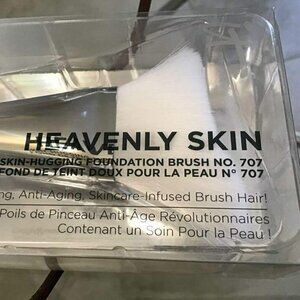 HEAVENLY SKIN
SKIN-HUGGING FOUNDATION BRUSH NO. 707
FOND DE TEINT DOUX POUR LA PEAU N° 707
Anti-Aging, Skincare-Infused Brush Hair!
Poils de Pinceau Anti-Âge Révolutionnaires
Contenant un Soin Pour la Peau !